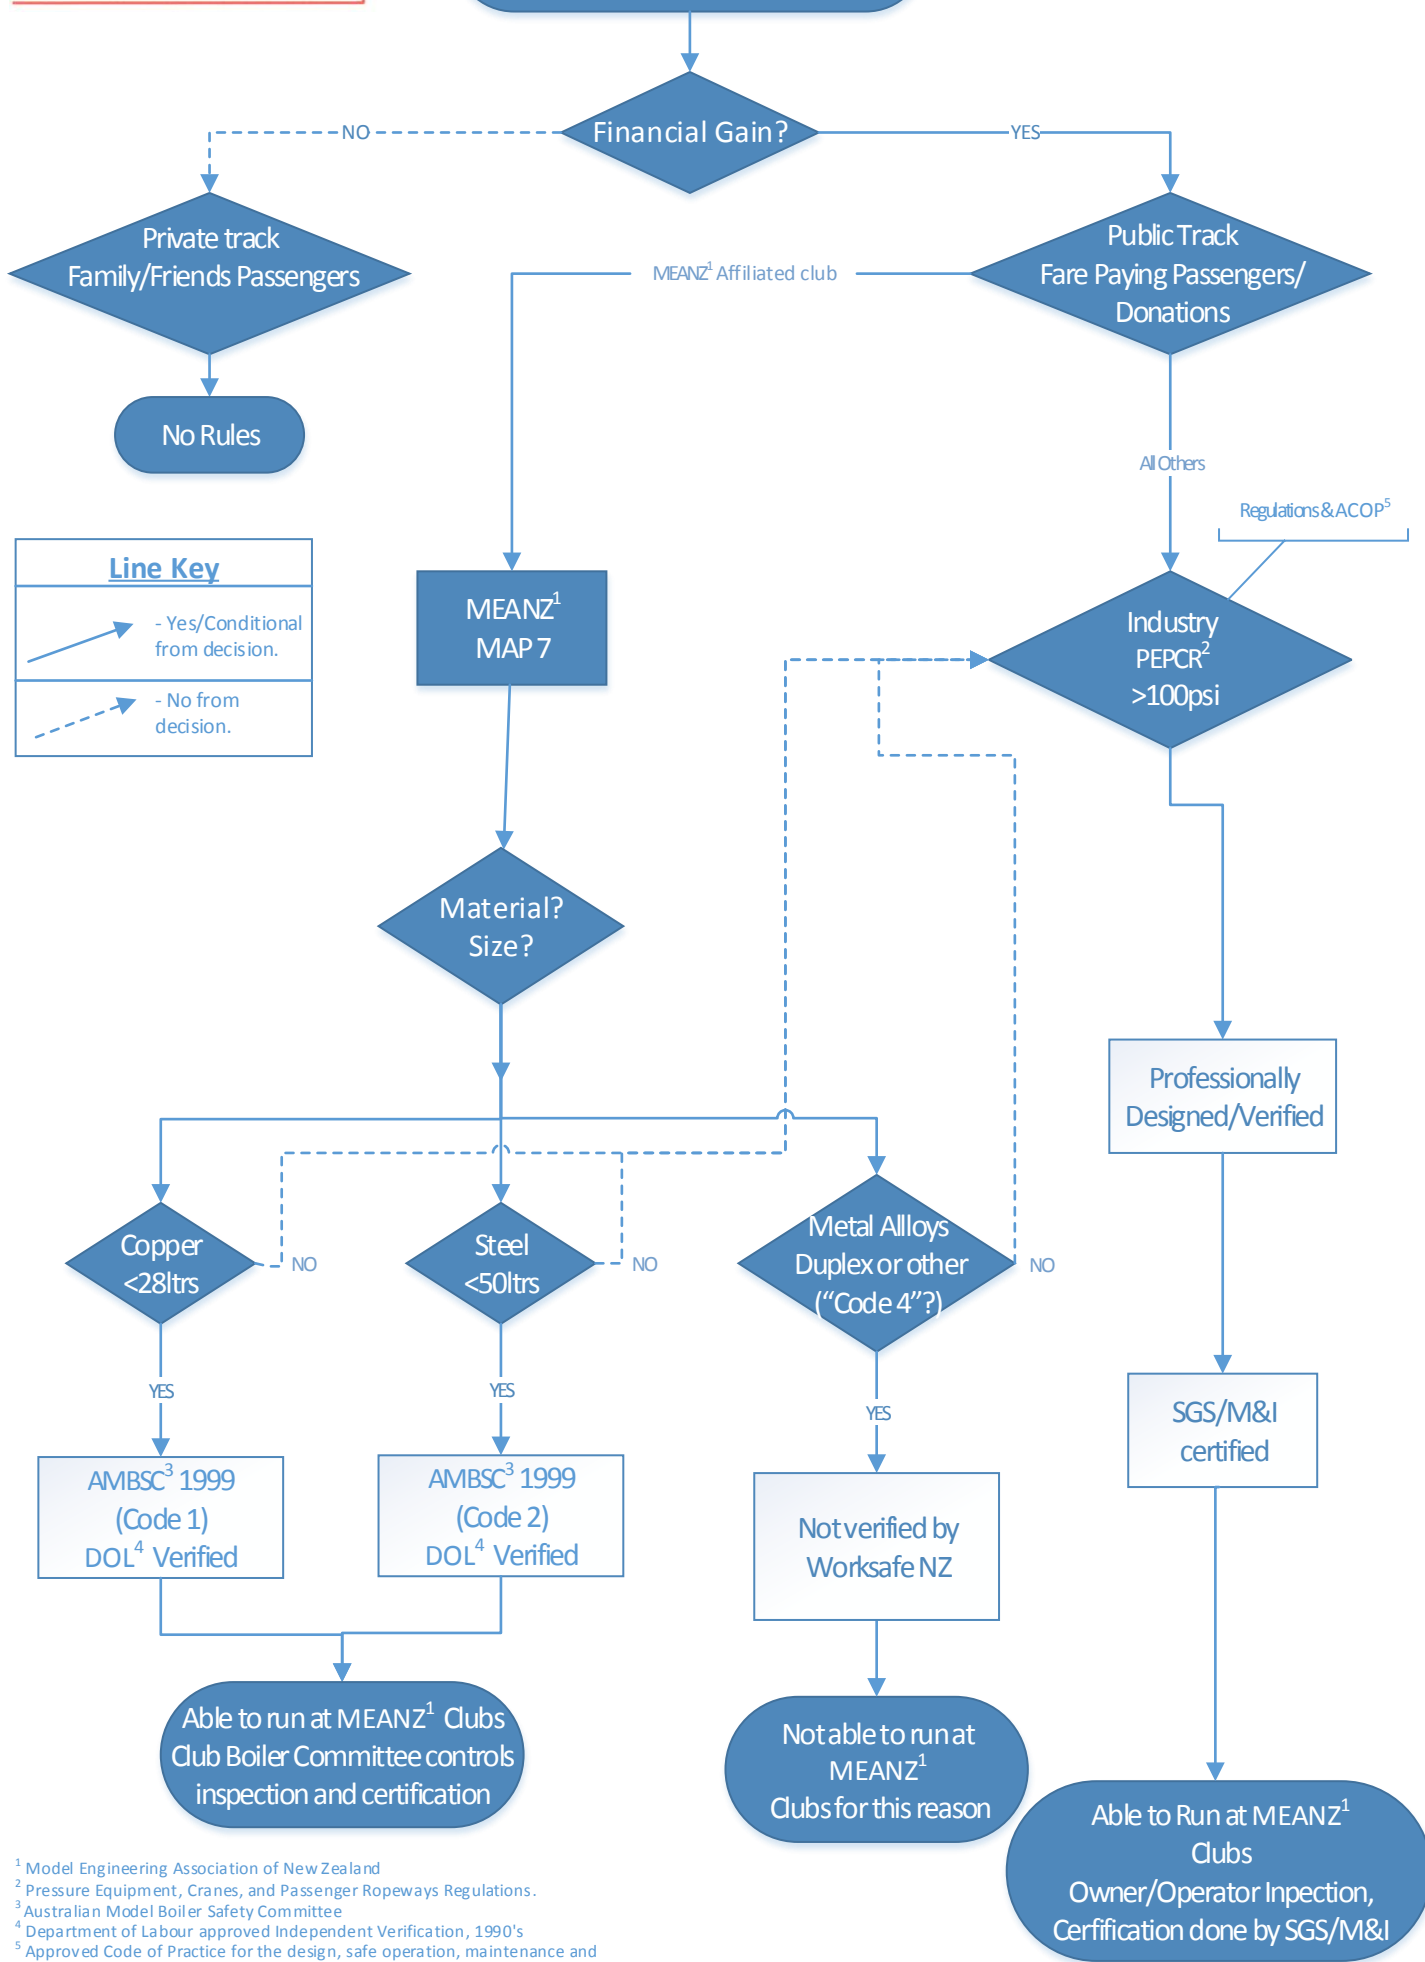 Financial Gain?
NO
YES
Private track
Family/Friends Passengers
Public Track
Fare Paying Passengers/
Donations
MEANZ¹ Affiliated club
No Rules
All Others
Regulations & ACOP⁵
Line Key
- Yes/Conditional
from decision.
- No from
decision.
MEANZ¹
MAP 7
Industry
PEPCR²
>100psi
Material?
Size?
Professionally
Designed/Verified
Copper
<28ltrs
NO
Steel
<50ltrs
NO
Metal Allloys
Duplex or other
(“Code 4”?)
NO
YES
YES
YES
SGS/M&I
certified
AMBSC³ 1999
(Code 1)
DOL⁴ Verified
AMBSC³ 1999
(Code 2)
DOL⁴ Verified
Not verified by
Worksafe NZ
Able to run at MEANZ¹ Clubs
Club Boiler Committee controls
inspection and certification
Not able to run at
MEANZ¹
Clubs for this reason
Able to Run at MEANZ¹
Clubs
Owner/Operator Inpection,
Cerfification done by SGS/M&I
¹ Model Engineering Association of New Zealand
² Pressure Equipment, Cranes, and Passenger Ropeways Regulations.
³ Australian Model Boiler Safety Committee
⁴ Department of Labour approved Independent Verification, 1990's
⁵ Approved Code of Practice for the design, safe operation, maintenance and